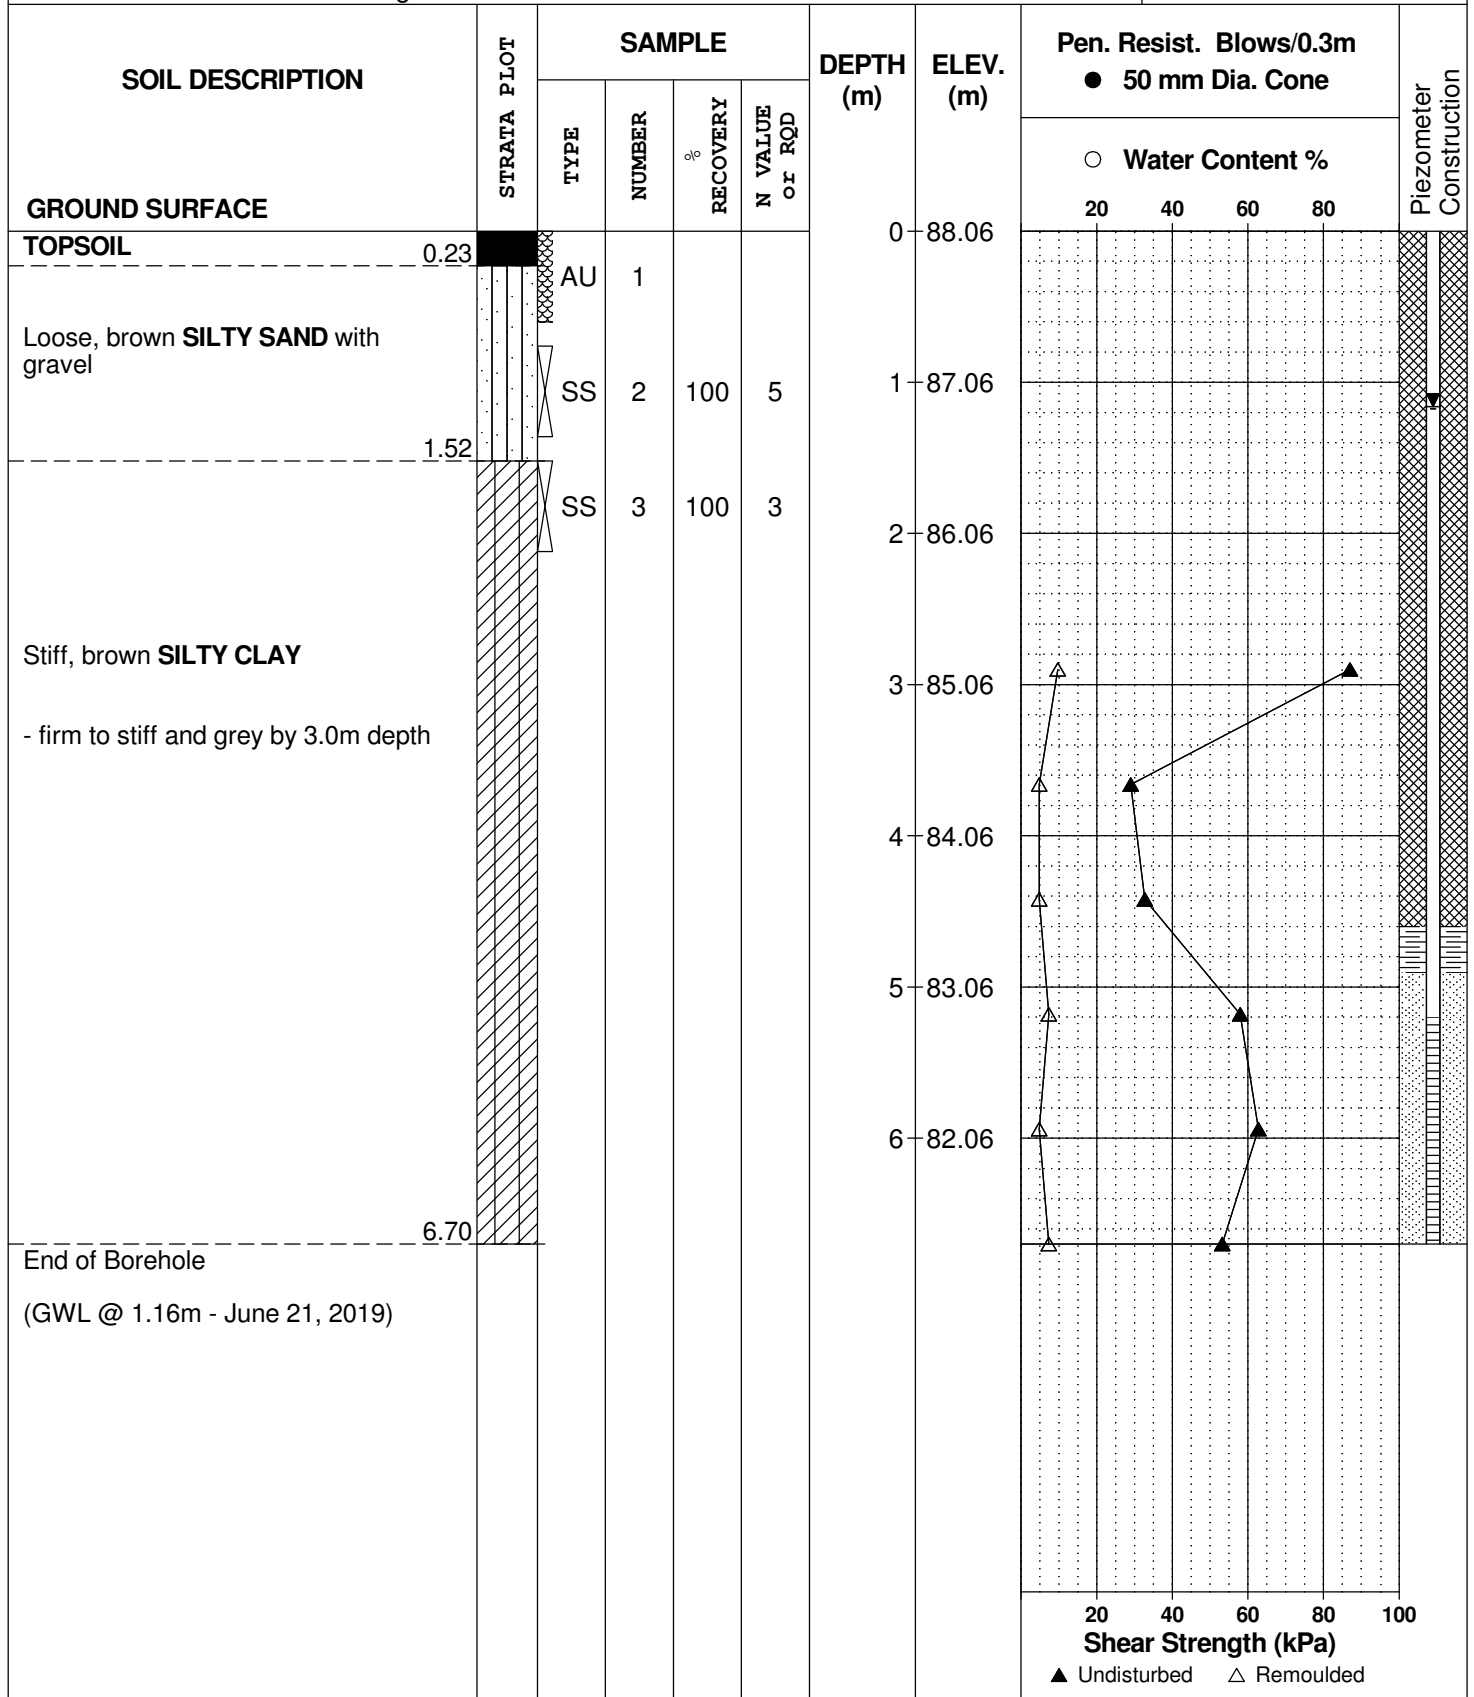 SOIL DESCRIPTION
GROUND SURFACE
STRATA PLOT
SAMPLE
TYPE
NUMBER
% RECOVERY
N VALUE
or RQD
DEPTH
(m)
ELEV.
(m)
Pen. Resist. Blows/0.3m
● 50 mm Dia. Cone
○ Water Content %
20 40 60 80
Piezometer
Construction
TOPSOIL
0.23
Loose, brown SILTY SAND with
gravel
1.52
Stiff, brown SILTY CLAY
- firm to stiff and grey by 3.0m depth
6.70
End of Borehole
(GWL @ 1.16m - June 21, 2019)
AU 1
SS 2 100 5
SS 3 100 3
0 88.06
1 87.06
2 86.06
3 85.06
4 84.06
5 83.06
6 82.06
20 40 60 80 100
Shear Strength (kPa)
▲ Undisturbed △ Remoulded